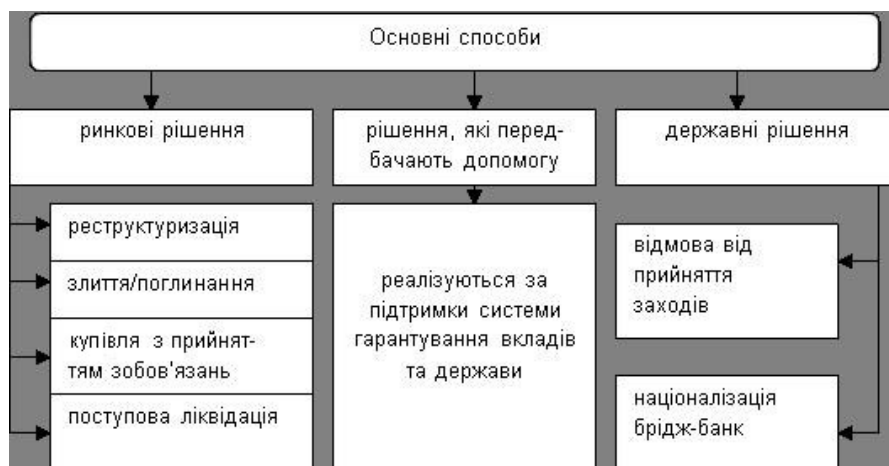 Основні способи
ринкові рішення
рішення, які перед-
бачають допомогу
державні рішення
реструктуризація
злиття/поглинання
купівля з прийнят-
тям зобов'язань
поступова ліквідація
реалізуються за
підтримки системи
гарантування вкладів
та держави
відмова від
прийняття
заходів
націоналізація
брідж-банк